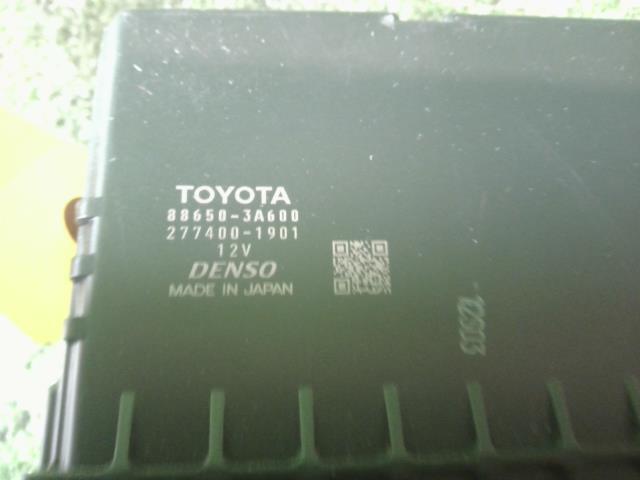 TOYOTA
88650-3A600
277400-1901
12V
DENSO
MADE IN JAPAN